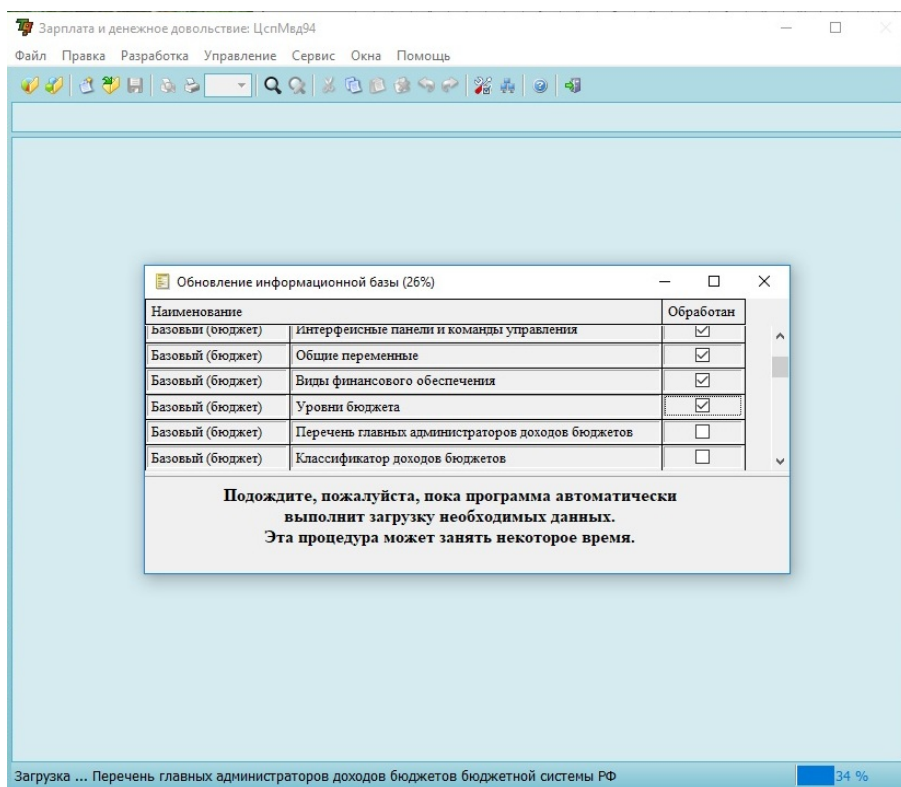 Зарплата и денежное довольствие: ЦспМвд94
Файл Правка Разработка Управление Сервис Окна Помощь
Обновление информационной базы (26%)
Наименование Обработан
Базовый (бюджет) Интерфейсные панели и команды управления
Базовый (бюджет) Общие переменные
Базовый (бюджет) Виды финансового обеспечения
Базовый (бюджет) Уровни бюджета
Базовый (бюджет) Перечень главных администраторов доходов бюджетов
Базовый (бюджет) Классификатор доходов бюджетов
Подождите, пожалуйста, пока программа автоматически
выполнит загрузку необходимых данных.
Эта процедура может занять некоторое время.
Загрузка ... Перечень главных администраторов доходов бюджетов бюджетной системы РФ 34 %